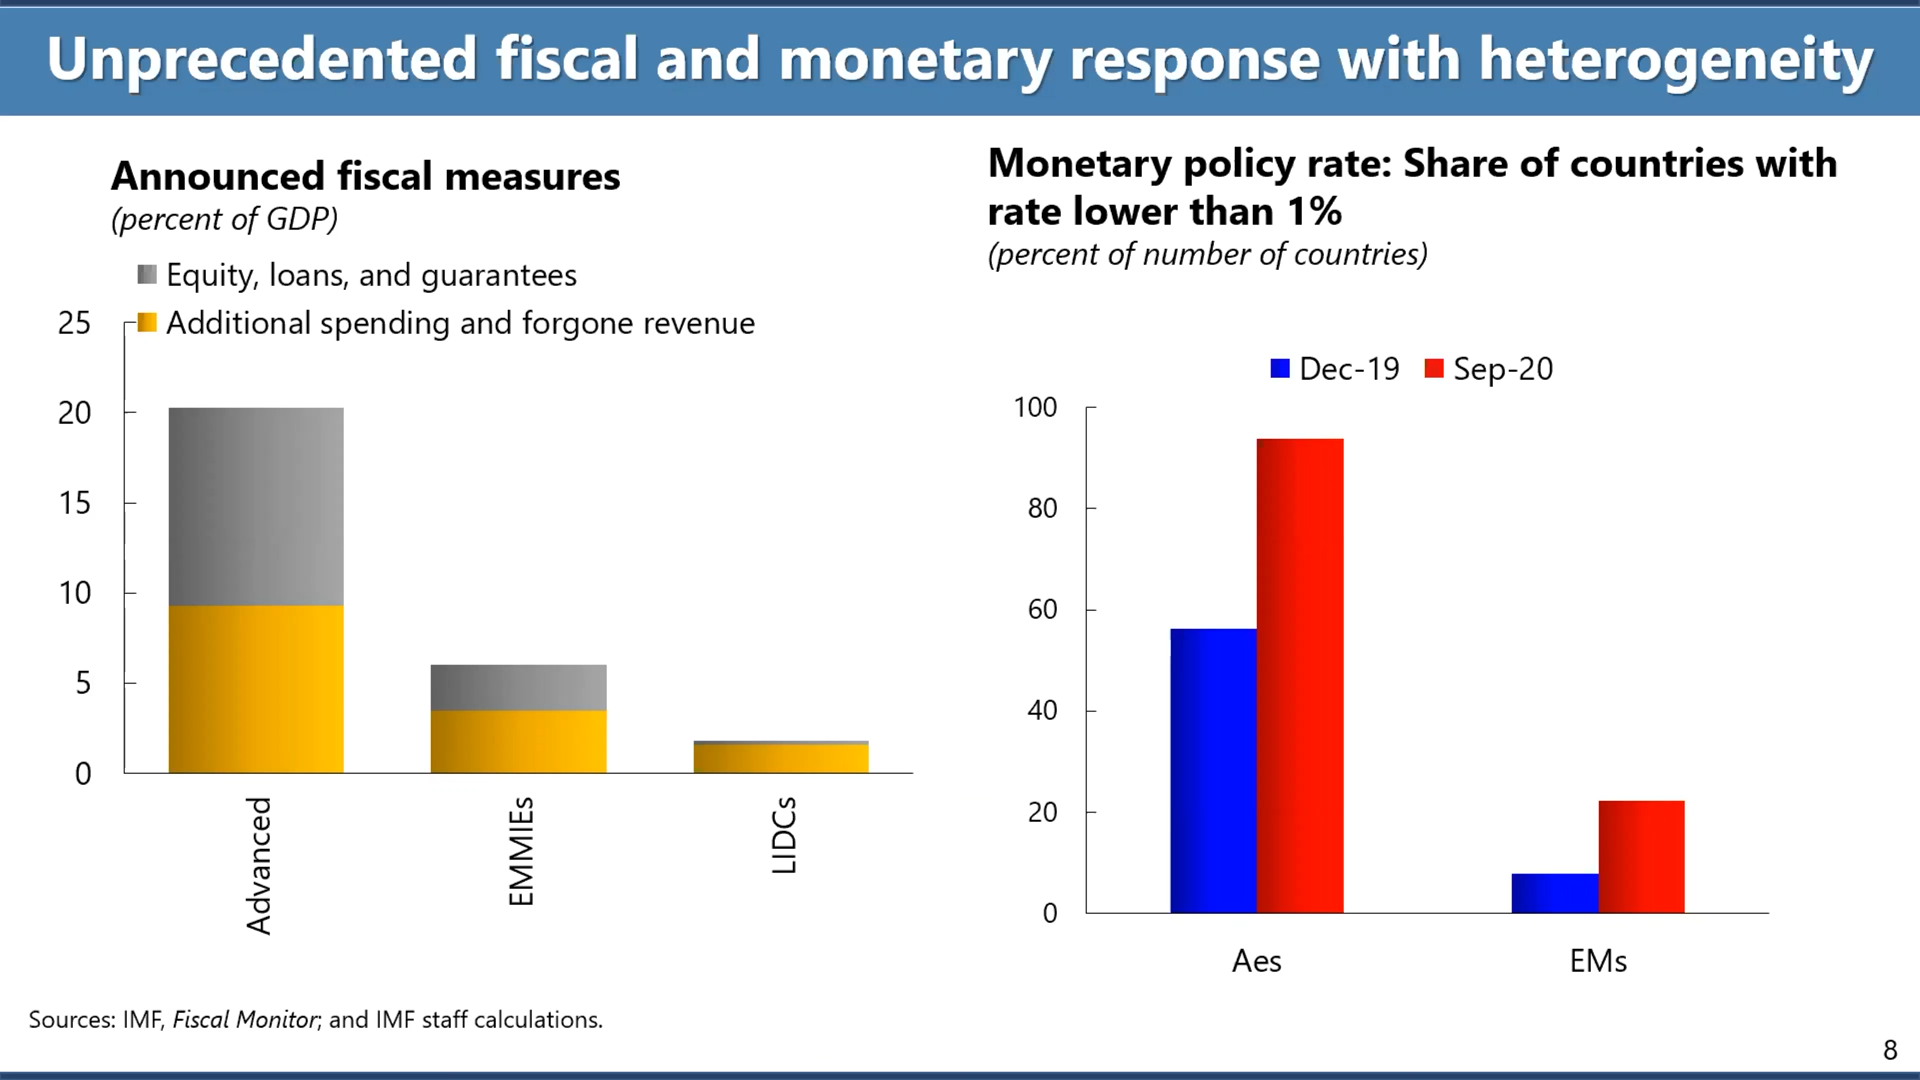 Unprecedented fiscal and monetary response with heterogeneity
Announced fiscal measures
(percent of GDP)
Equity, loans, and guarantees
Additional spending and forgone revenue
25
20
15
10
5
0
Advanced
EMMIEs
LIDCs
Monetary policy rate: Share of countries with
rate lower than 1%
(percent of number of countries)
Dec-19 Sep-20
100
80
60
40
20
0
Aes EMs
Sources: IMF, Fiscal Monitor; and IMF staff calculations.
8